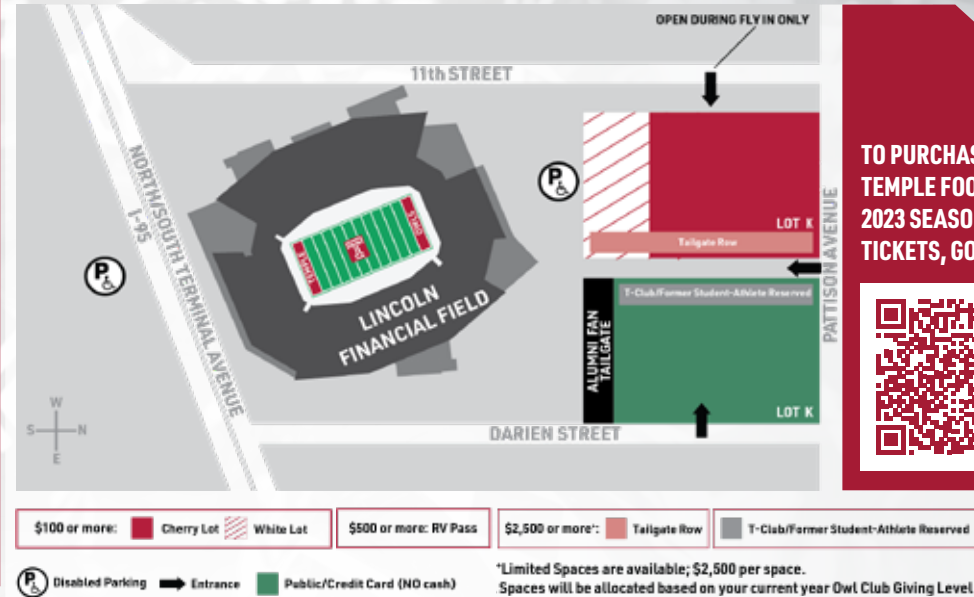 OPEN DURING FLY IN ONLY
11th STREET
NORTH/SOUTH TERMINAL AVENUE
I-95
P
P
LOT K
Tailgate Row
T-Club/Former Student-Athlete Reserved
ALUMNI FAN
TAILGATE
LOT K
PATTISON AVENUE
TEMPLE
OWLS
LINCOLN
FINANCIAL FIELD
DARIEN STREET
W
S
N
E
TO PURCHAS
TEMPLE FOO
2023 SEASO
TICKETS, GO
$100 or more:
Cherry Lot
White Lot
$500 or more: RV Pass
$2,500 or more*:
Tailgate Row
T-Club/Former Student-Athlete Reserved
P
Disabled Parking
Entrance
Public/Credit Card (NO cash)
*Limited Spaces are available; $2,500 per space.
Spaces will be allocated based on your current year Owl Club Giving Level